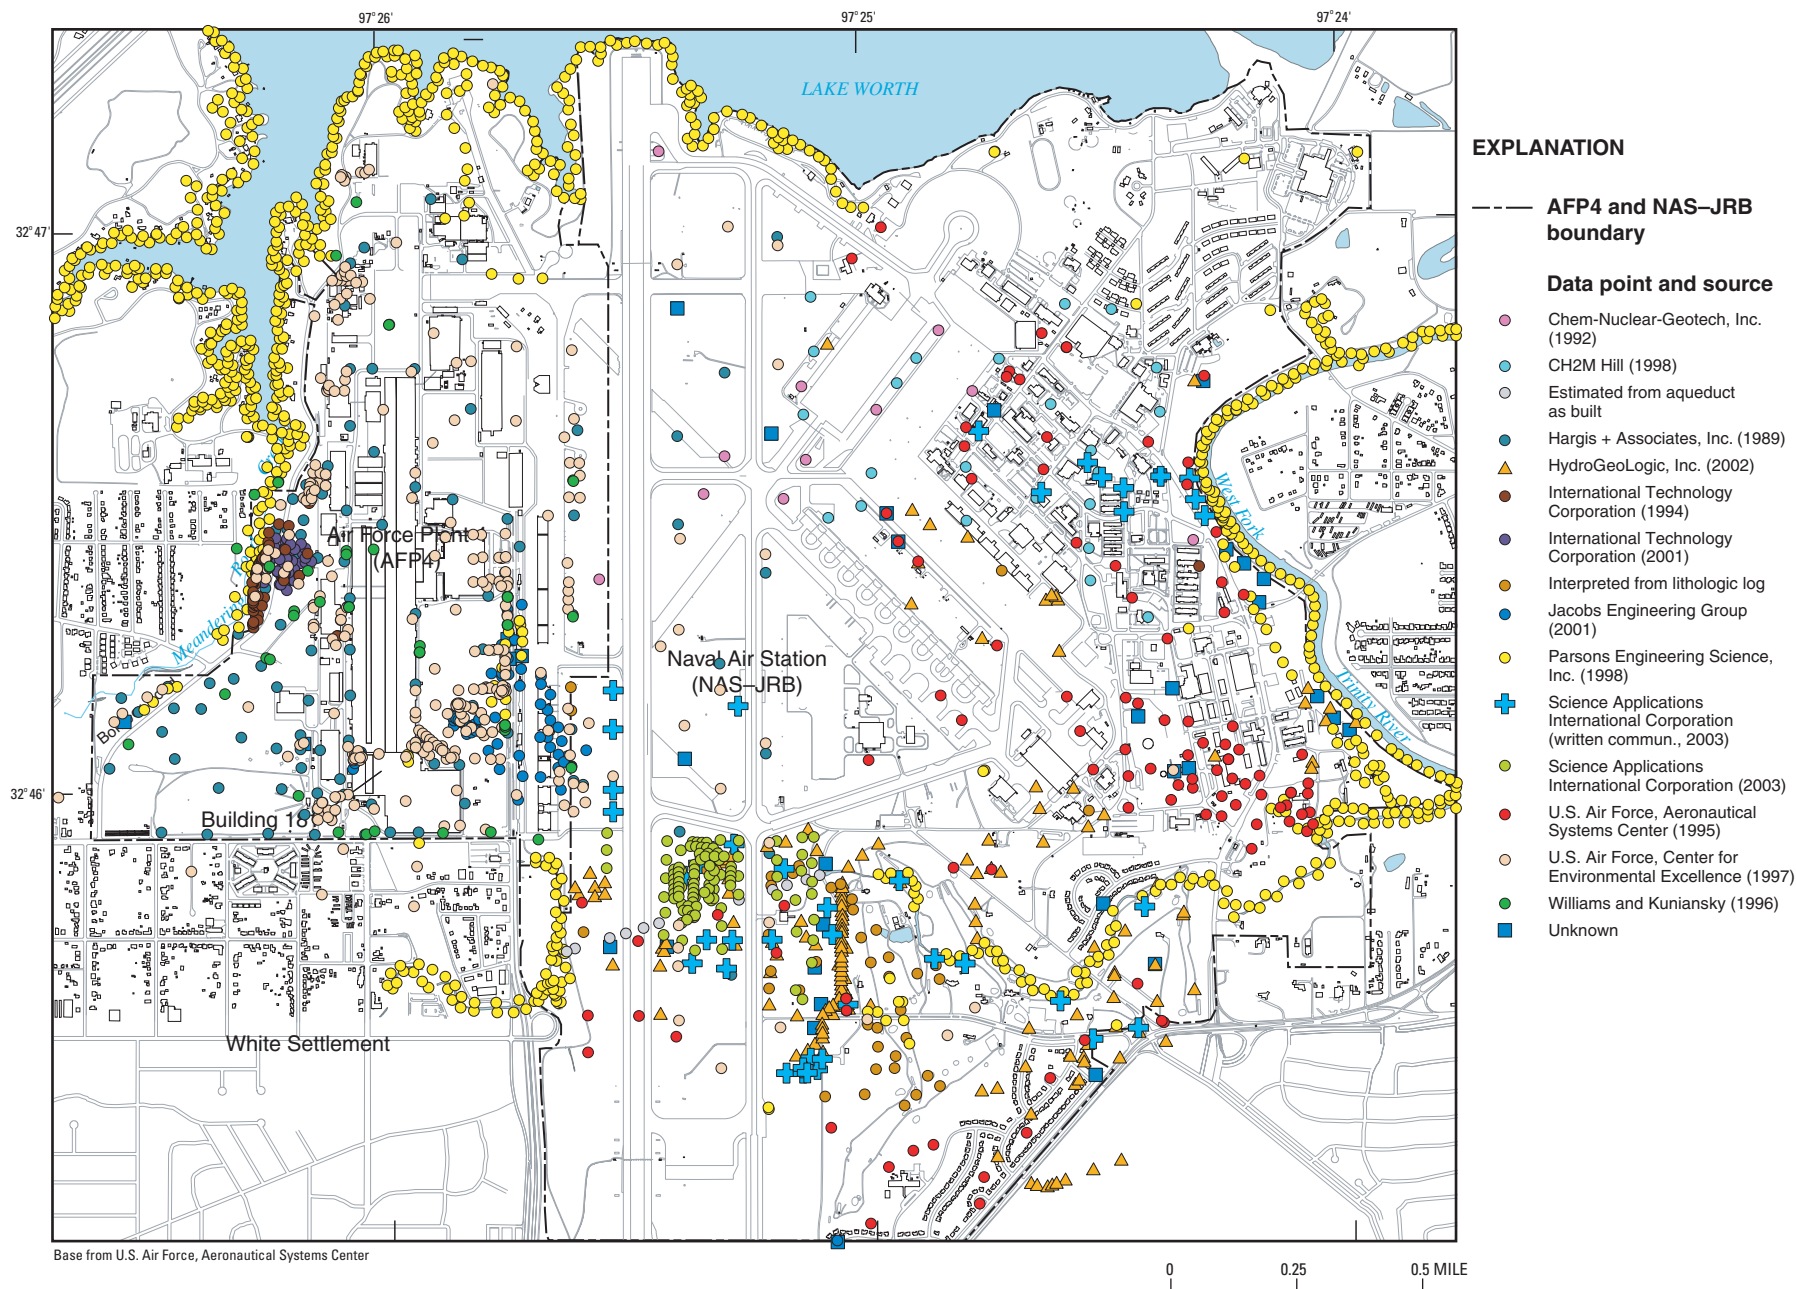 97°26'
97°25'
97°24'
LAKE WORTH
32°47'
32°46'
Air Force Plant
(AFP4)
Naval Air Station
(NAS–JRB)
Meandering
West Fork
Trinity River
Building 18
White Settlement
Base from U.S. Air Force, Aeronautical Systems Center
EXPLANATION
AFP4 and NAS–JRB
boundary
Data point and source
Chem-Nuclear-Geotech, Inc.
(1992)
CH2M Hill (1998)
Estimated from aqueduct
as built
Hargis + Associates, Inc. (1989)
HydroGeoLogic, Inc. (2002)
International Technology
Corporation (1994)
International Technology
Corporation (2001)
Interpreted from lithologic log
Jacobs Engineering Group
(2001)
Parsons Engineering Science,
Inc. (1998)
Science Applications
International Corporation
(written commun., 2003)
Science Applications
International Corporation (2003)
U.S. Air Force, Aeronautical
Systems Center (1995)
U.S. Air Force, Center for
Environmental Excellence (1997)
Williams and Kuniansky (1996)
Unknown
0 0.25 0.5 MILE